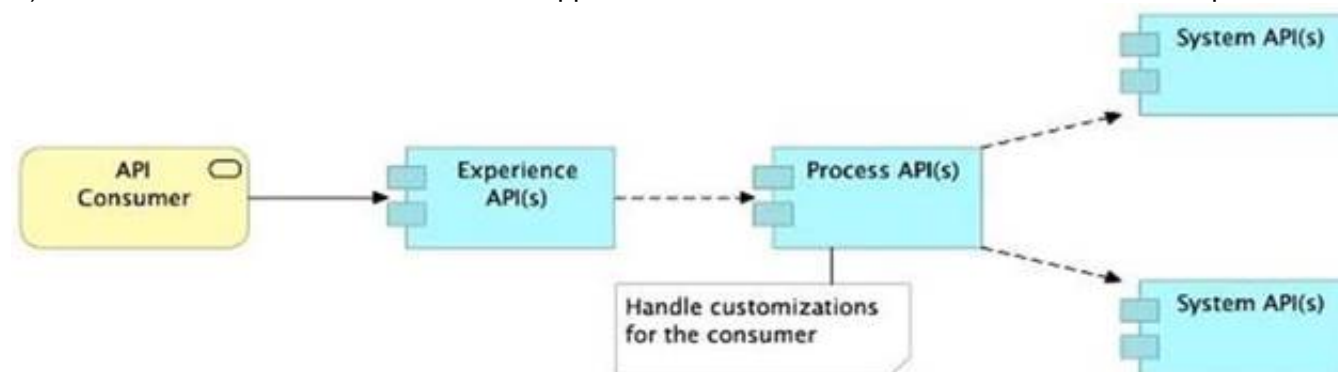 System API(s)
API
Consumer
Experience
API(s)
Process API(s)
Handle customizations
for the consumer
System API(s)